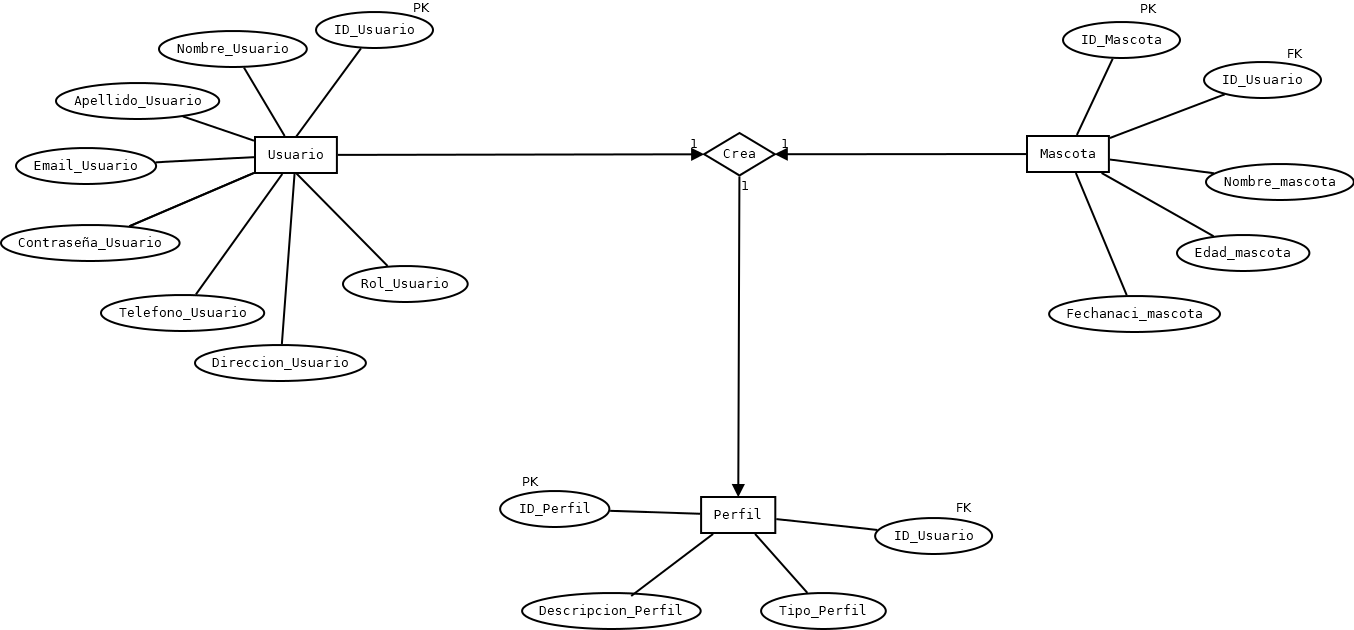 PK
ID_Usuario
Nombre_Usuario
Apellido_Usuario
Email_Usuario
Contraseña_Usuario
Telefono_Usuario
Direccion_Usuario
Rol_Usuario
Usuario
1
Crea
1
1
PK
ID_Mascota
FK
ID_Usuario
Mascota
Nombre_mascota
Edad_mascota
Fechanaci_mascota
PK
ID_Perfil
Perfil
FK
ID_Usuario
Descripcion_Perfil
Tipo_Perfil